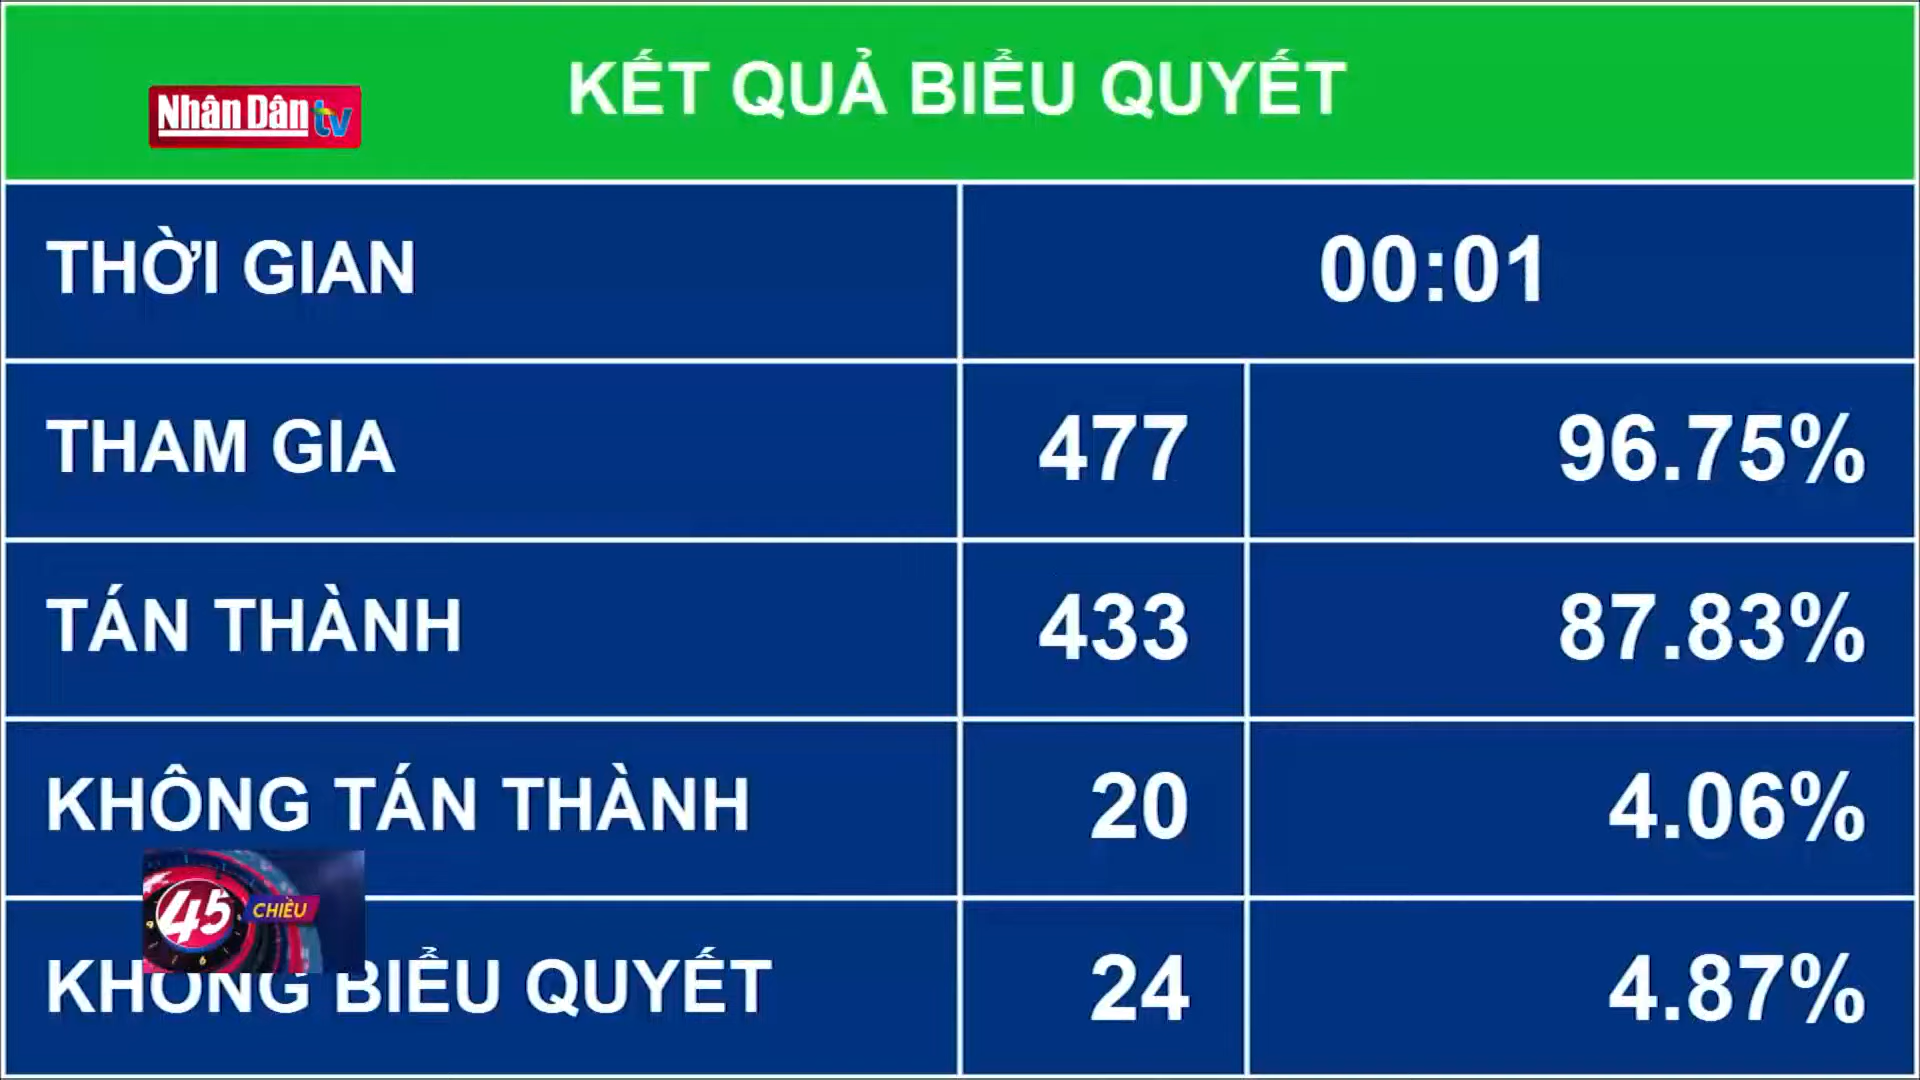 KẾT QUẢ BIỂU QUYẾT
Nhân Dân tv
THỜI GIAN 00:01
THAM GIA 477 96.75%
TÁN THÀNH 433 87.83%
KHÔNG TÁN THÀNH 20 4.06%
45 CHIỀU
KHÔNG BIỂU QUYẾT 24 4.87%